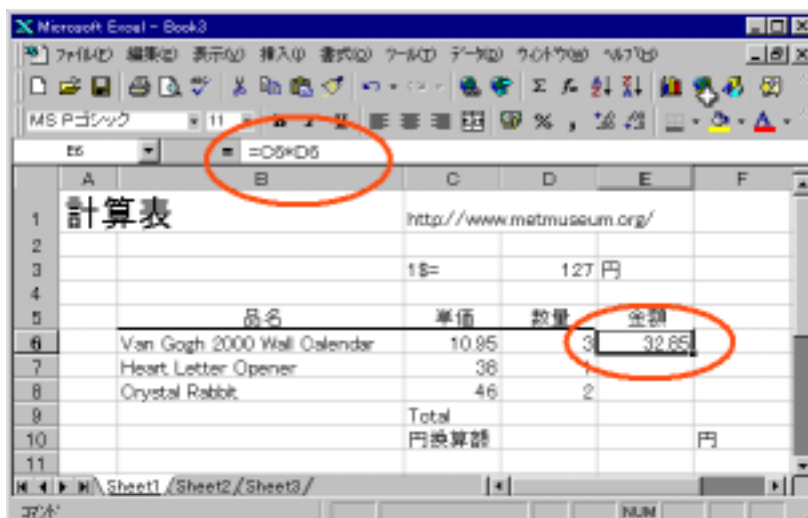 Microsoft Excel - Book3
ファイル(F) 編集(E) 表示(V) 挿入(I) 書式(O) ツール(T) データ(D) ウィンドウ(W) ヘルプ(H)
MS Pゴシック 11 B I U
E6 = =C6*D6
A B C D E F
1 計算表 http://www.metmuseum.org/
2
3 1$= 127 円
4
5 品名 単価 数量 金額
6 Van Gogh 2000 Wall Calendar 10.95 3 32.85
7 Heart Letter Opener 38 1
8 Crystal Rabbit 46 2
9 Total
10 円換算額 円
11
Sheet1 Sheet2 Sheet3
コマンド NUM